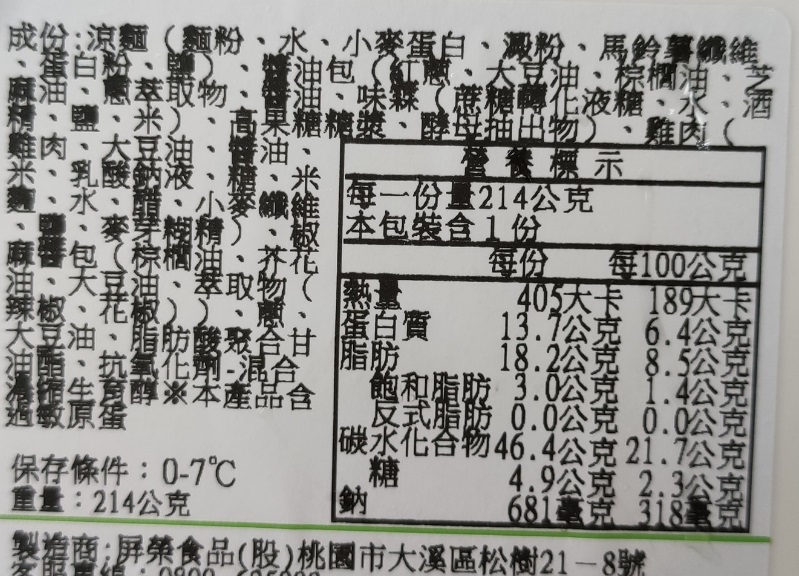 成份:涼麵(麵粉、水、小麥蛋白、澱粉、馬鈴薯纖維
、蛋白粉、鹽)、醬油包(紅蔥、大豆油、棕櫚油、芝
麻油、蔥萃取物、醬油、味霖(蔗糖轉化液糖、水、酒
精、鹽、米)、高果糖糖漿、酵母抽出物)、雞肉(
雞肉、大豆油、醬油、
米、乳酸鈉液、糖、米
麵、水、醋、小麥、纖維
、鹽、麥芽糊精)、椒
麻醬包(棕櫚油、芥花
油、大豆油、萃取物(
辣椒、花椒)、蔥、
大豆油、脂肪酸聚合甘
油酯、抗氧化劑-混合
濃縮生育醇※本產品含
過敏原蛋
營養標示
每一份量214公克
本包裝含1份
每份 每100公克
熱量 405大卡 189大卡
蛋白質 13.7公克 6.4公克
脂肪 18.2公克 8.5公克
飽和脂肪 3.0公克 1.4公克
反式脂肪 0.0公克 0.0公克
碳水化合物 46.4公克 21.7公克
糖 4.9公克 2.3公克
鈉 681毫克 318毫克
保存條件：0-7℃
重量：214公克
製造商:屏榮食品(股)桃園市大溪區松樹21-8號